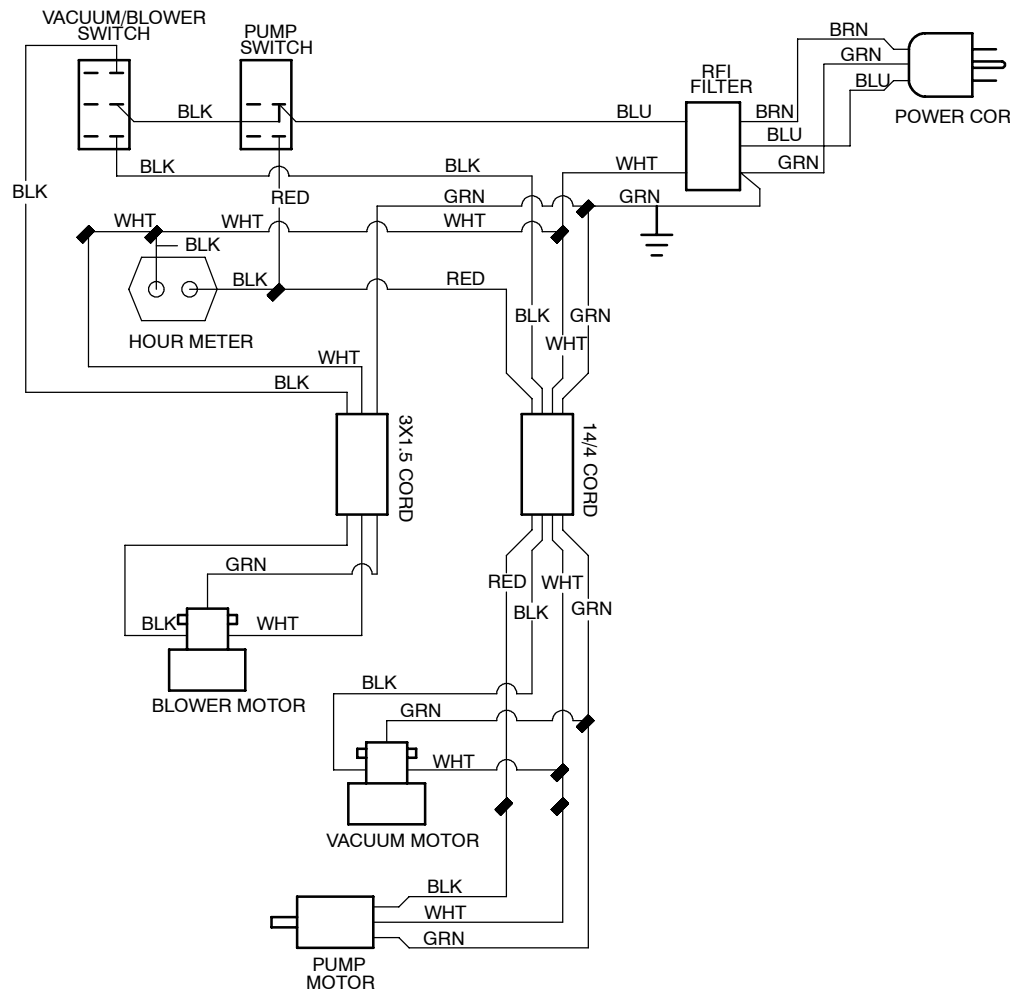 VACUUM/BLOWER
SWITCH
PUMP
SWITCH
BRN
GRN
BLU
POWER COR
RFI
FILTER
BLK
BLU
BRN
BLU
GRN
WHT
BLK
BLK
BLK
RED
GRN
GRN
WHT
WHT
WHT
BLK
BLK
RED
HOUR METER
BLK
GRN
WHT
WHT
BLK
3X1.5 CORD
14/4 CORD
GRN
RED
WHT
BLK
GRN
BLK
WHT
BLOWER MOTOR
BLK
GRN
WHT
VACUUM MOTOR
BLK
WHT
GRN
PUMP
MOTOR